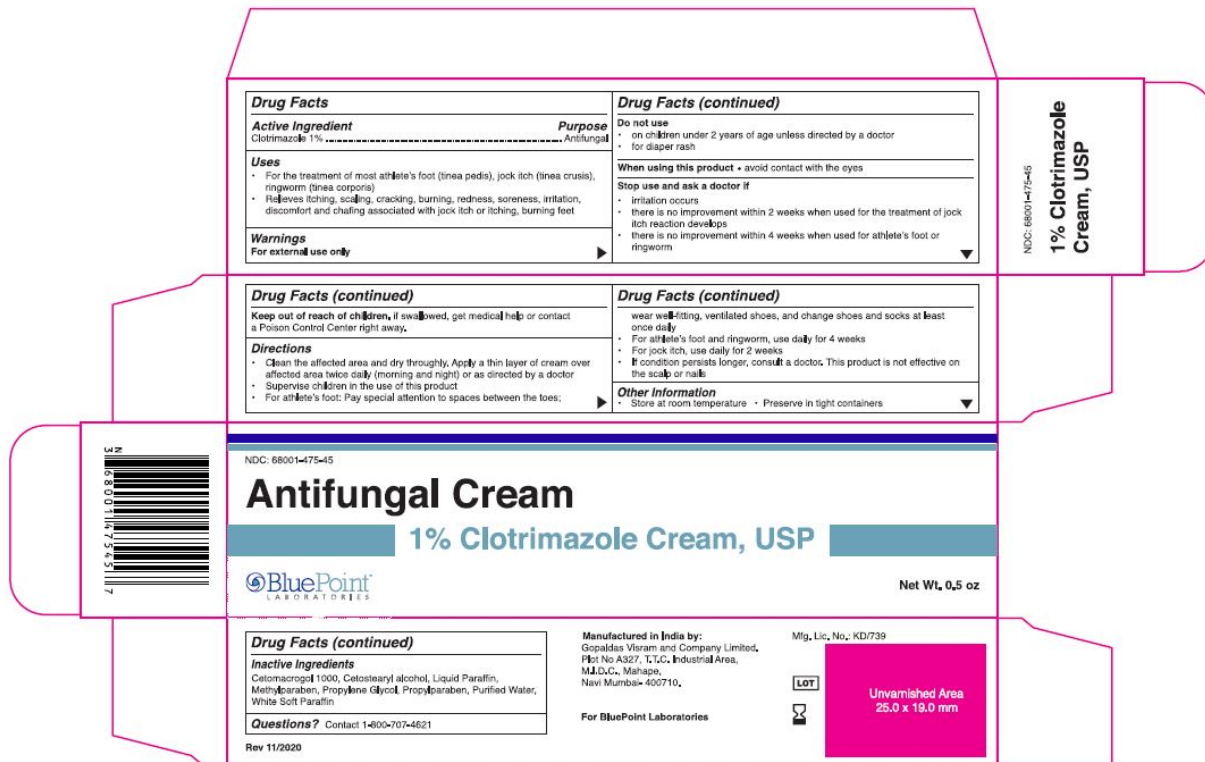 Drug Facts
Active Ingredient Purpose
Clotrimazole 1% ........ Antifungal
Uses
• For the treatment of most athlete's foot (tinea pedis), jock itch (tinea crusis),
ringworm (tinea corporis)
• Relieves itching, scaling, cracking, burning, redness, soreness, irritation,
discomfort and chafing associated with jock itch or itching, burning feet
Warnings
For external use only
Drug Facts (continued)
Do not use
• on children under 2 years of age unless directed by a doctor
• for diaper rash
When using this product • avoid contact with the eyes
Stop use and ask a doctor if
• irritation occurs
• there is no improvement within 2 weeks when used for the treatment of jock
itch reaction develops
• there is no improvement within 4 weeks when used for athlete's foot or
ringworm
NDC: 68001-475-45
1% Clotrimazole
Cream, USP
Drug Facts (continued)
Keep out of reach of children, if swallowed, get medical help or contact
a Poison Control Center right away.
Directions
• Clean the affected area and dry throughly. Apply a thin layer of cream over
affected area twice daily (morning and night) or as directed by a doctor
• Supervise children in the use of this product
• For athlete's foot: Pay special attention to spaces between the toes;
Drug Facts (continued)
wear well-fitting, ventilated shoes, and change shoes and socks at least
once daily
• For athlete's foot and ringworm, use daily for 4 weeks
• For jock itch, use daily for 2 weeks
• If condition persists longer, consult a doctor. This product is not effective on
the scalp or nails
Other Information
• Store at room temperature • Preserve in tight containers
N
3 68001 47545 7
NDC: 68001-475-45
Antifungal Cream
1% Clotrimazole Cream, USP
BluePoint
LABORATORIES
Net Wt. 0.5 oz
Drug Facts (continued)
Inactive Ingredients
Cetomacrogol 1000, Cetostearyl alcohol, Liquid Paraffin,
Methylparaben, Propylene Glycol, Propylparaben, Purified Water,
White Soft Paraffin
Questions? Contact 1-800-707-4621
Rev 11/2020
Manufactured in India by:
Gopaldas Visram and Company Limited.
Plot No A327, T.T.C. Industrial Area,
M.I.D.C., Mahape,
Navi Mumbai- 400710.
For BluePoint Laboratories
Mfg. Lic. No.: KD/739
LOT
Unvarnished Area
25.0 x 19.0 mm